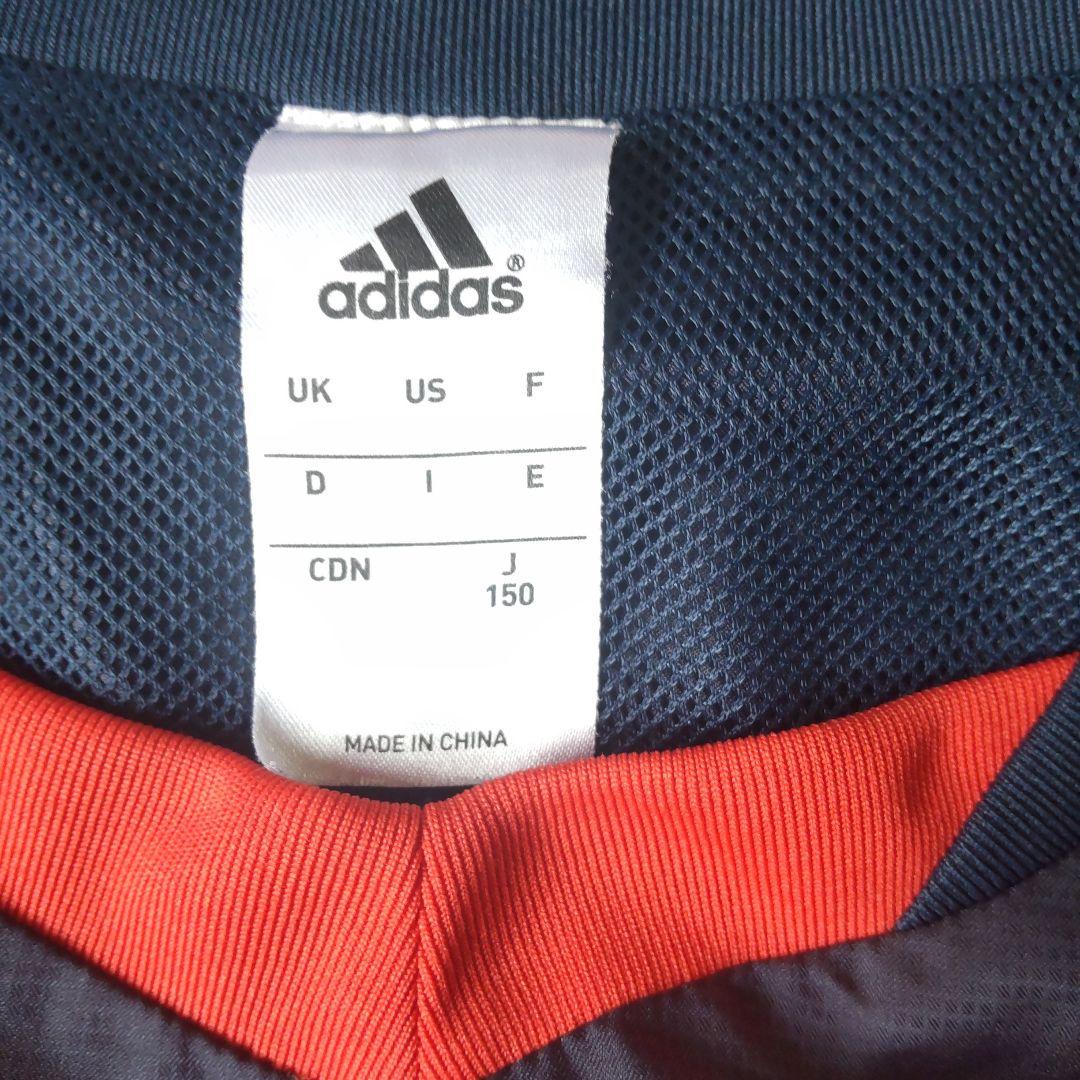 adidas®
UK US F
D I E
CDN J
150
MADE IN CHINA